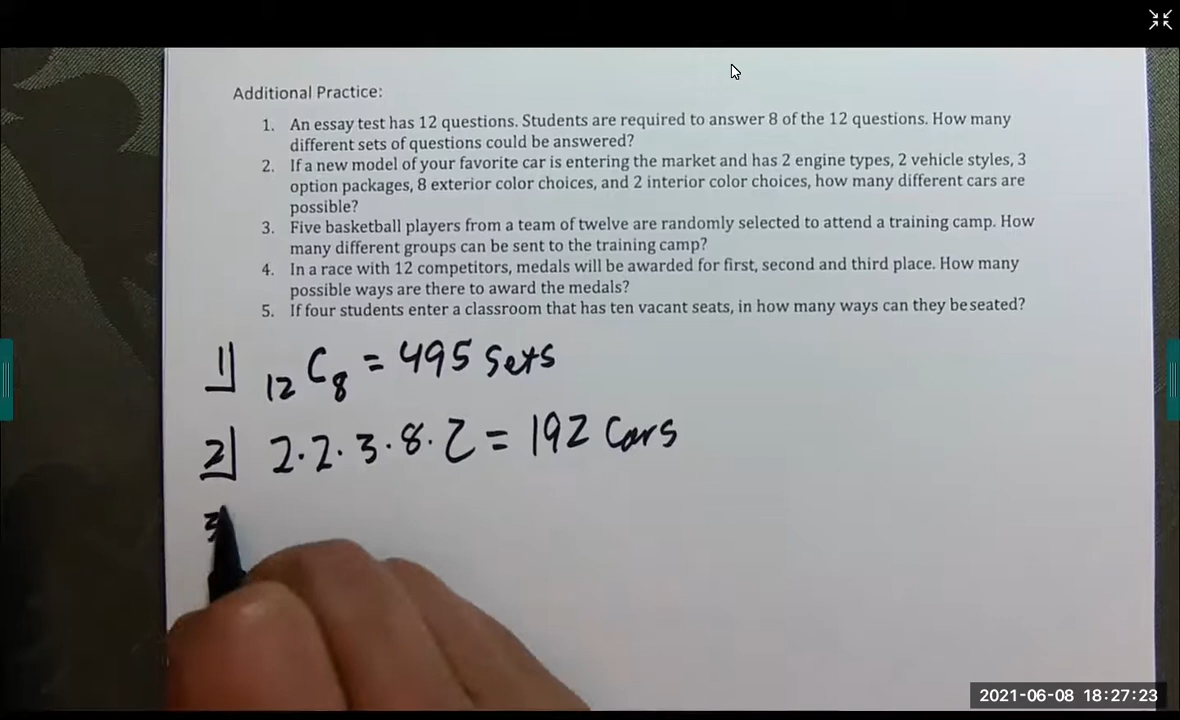 Additional Practice:
1. An essay test has 12 questions. Students are required to answer 8 of the 12 questions. How many
different sets of questions could be answered?
2. If a new model of your favorite car is entering the market and has 2 engine types, 2 vehicle styles, 3
option packages, 8 exterior color choices, and 2 interior color choices, how many different cars are
possible?
3. Five basketball players from a team of twelve are randomly selected to attend a training camp. How
many different groups can be sent to the training camp?
4. In a race with 12 competitors, medals will be awarded for first, second and third place. How many
possible ways are there to award the medals?
5. If four students enter a classroom that has ten vacant seats, in how many ways can they be seated?
1) 12 C 8 = 495 sets
2) 2·2·3·8·2 = 192 Cars
3
2021-06-08 18:27:23